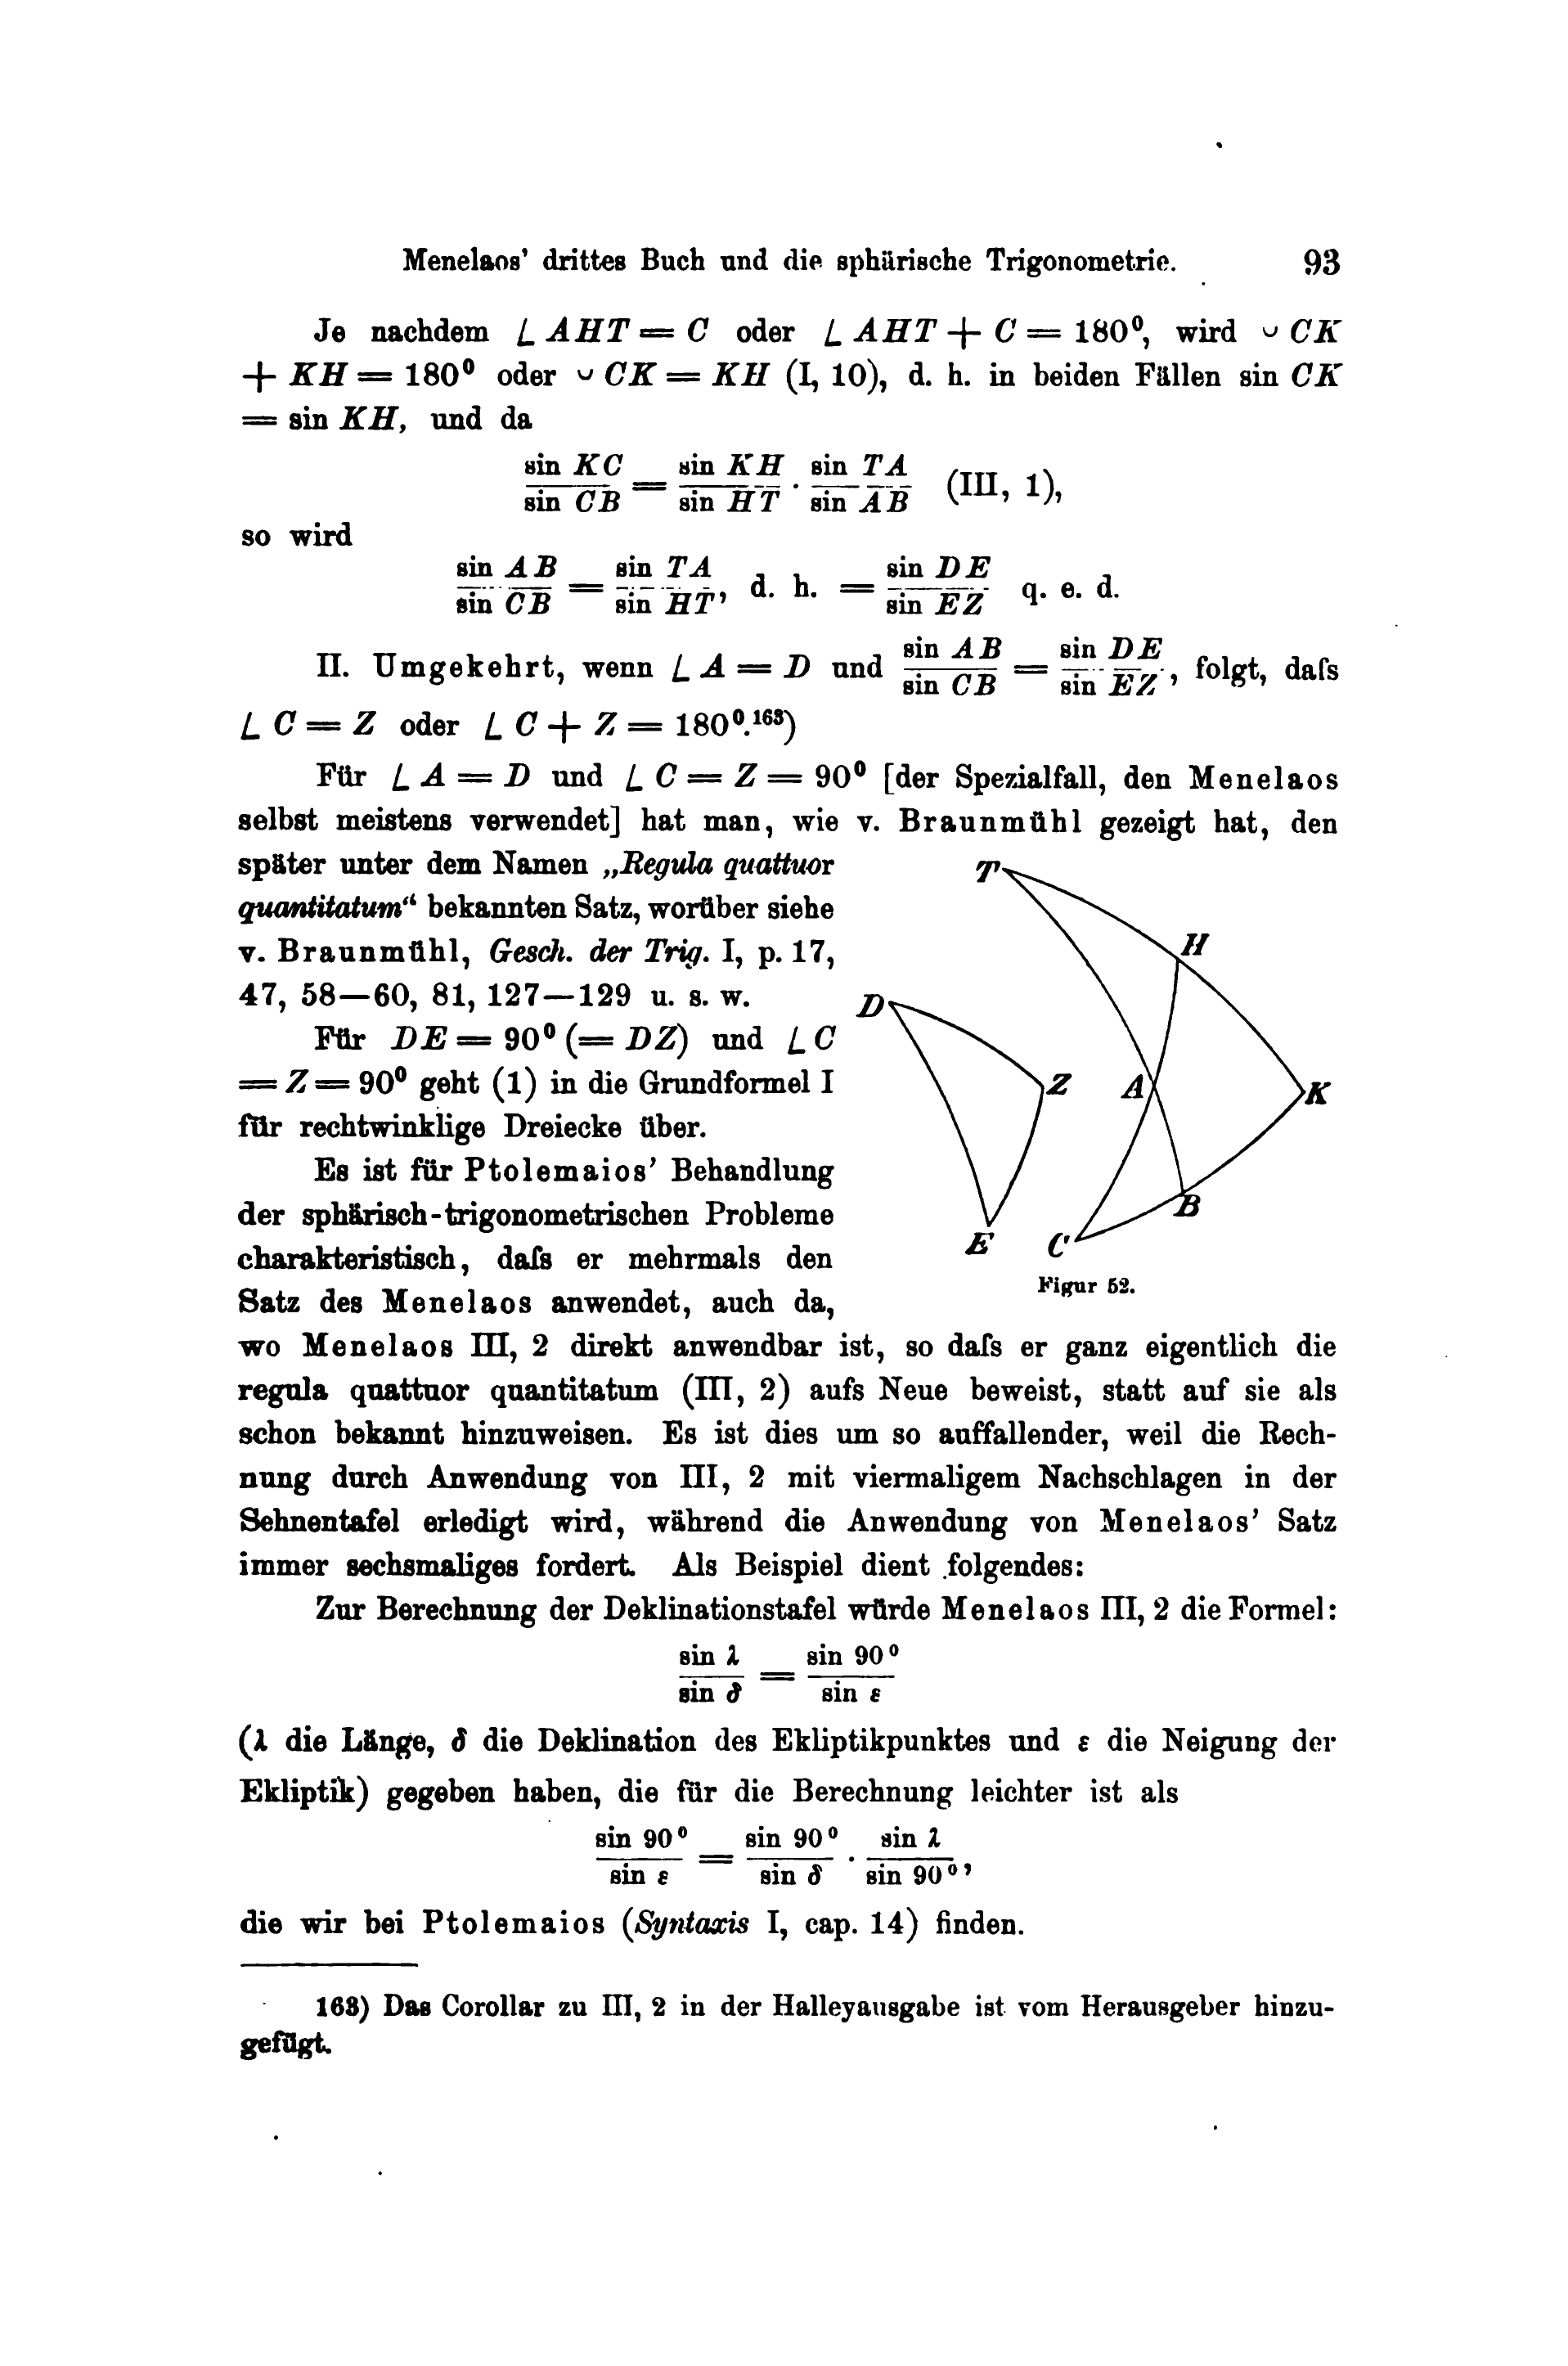 Menelaos' drittes Buch und die sphärische Trigonometrie. 93
Je nachdem ∠ AHT = C oder ∠ AHT + C = 180⁰, wird ⌣ CK
+ KH = 180⁰ oder ⌣ CK = KH (I, 10), d. h. in beiden Fällen sin CK
= sin KH, und da
sin KC / sin CB = sin KH / sin HT · sin TA / sin AB (III, 1),
so wird
sin AB / sin CB = sin TA / sin HT, d. h. = sin DE / sin EZ q. e. d.
II. Umgekehrt, wenn ∠ A = D und sin AB / sin CB = sin DE / sin EZ, folgt, daſs
∠ C = Z oder ∠ C + Z = 180⁰.¹⁶³)
Für ∠ A = D und ∠ C = Z = 90⁰ [der Spezialfall, den Menelaos
selbst meistens verwendet] hat man, wie v. Braunmühl gezeigt hat, den
später unter dem Namen „Regula quattuor
quantitatum“ bekannten Satz, worüber siehe
v. Braunmühl, Gesch. der Trig. I, p. 17,
47, 58—60, 81, 127—129 u. s. w.
Für DE = 90⁰ (= DZ) und ∠ C
= Z = 90⁰ geht (1) in die Grundformel I
für rechtwinklige Dreiecke über.
Es ist für Ptolemaios' Behandlung
der sphärisch-trigonometrischen Probleme
charakteristisch, daſs er mehrmals den
Satz des Menelaos anwendet, auch da,
T
H
D
Z
A
K
B
E
C
Figur 52.
wo Menelaos III, 2 direkt anwendbar ist, so daſs er ganz eigentlich die
regula quattuor quantitatum (III, 2) aufs Neue beweist, statt auf sie als
schon bekannt hinzuweisen. Es ist dies um so auffallender, weil die Rech-
nung durch Anwendung von III, 2 mit viermaligem Nachschlagen in der
Sehnentafel erledigt wird, während die Anwendung von Menelaos' Satz
immer sechsmaliges fordert. Als Beispiel dient folgendes:
Zur Berechnung der Deklinationstafel würde Menelaos III, 2 die Formel:
sin λ / sin δ = sin 90⁰ / sin ε
(λ die Länge, δ die Deklination des Ekliptikpunktes und ε die Neigung der
Ekliptik) gegeben haben, die für die Berechnung leichter ist als
sin 90⁰ / sin ε = sin 90⁰ / sin δ · sin λ / sin 90⁰,
die wir bei Ptolemaios (Syntaxis I, cap. 14) finden.
163) Das Corollar zu III, 2 in der Halleyausgabe ist vom Herausgeber hinzu-
gefügt.